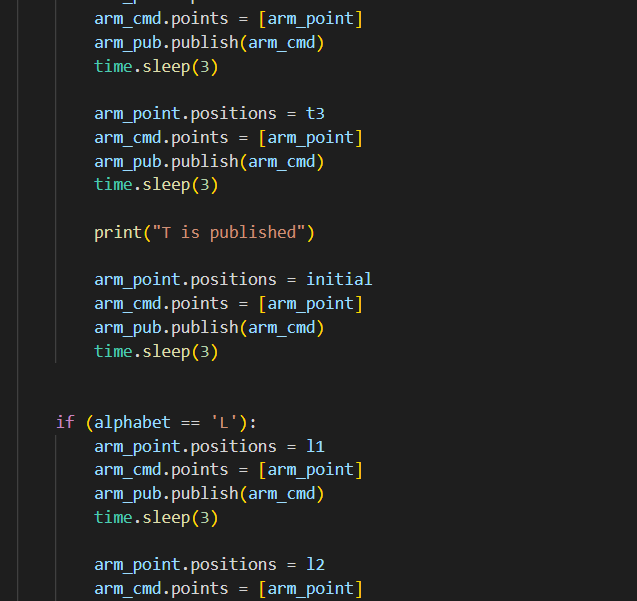 arm_cmd.points = [arm_point]
arm_pub.publish(arm_cmd)
time.sleep(3)
arm_point.positions = t3
arm_cmd.points = [arm_point]
arm_pub.publish(arm_cmd)
time.sleep(3)
print("T is published")
arm_point.positions = initial
arm_cmd.points = [arm_point]
arm_pub.publish(arm_cmd)
time.sleep(3)
if (alphabet == 'L'):
arm_point.positions = l1
arm_cmd.points = [arm_point]
arm_pub.publish(arm_cmd)
time.sleep(3)
arm_point.positions = l2
arm_cmd.points = [arm_point]